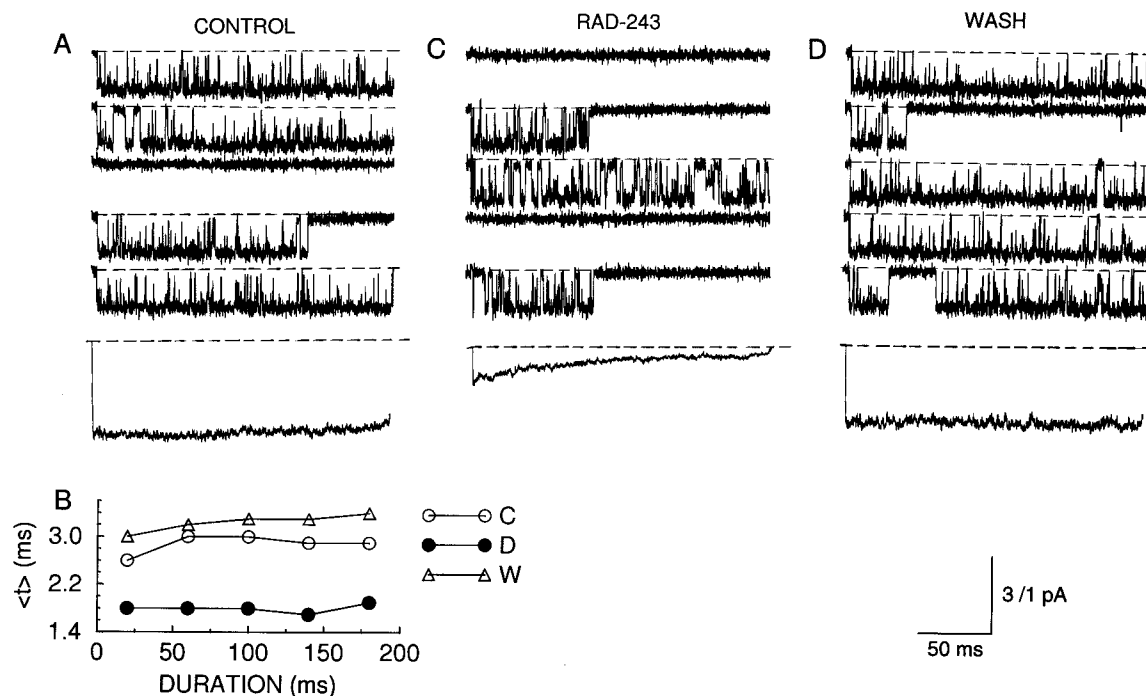 CONTROL
RAD-243
WASH
A
C
D
B
<t> (ms)
3.0
2.2
1.4
0
50
100
150
200
DURATION (ms)
C
D
W
3 /1 pA
50 ms